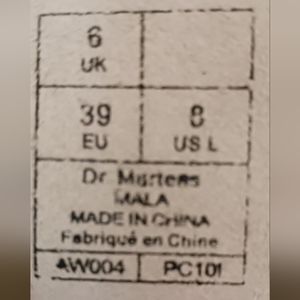 6
UK
39 8
EU US L
Dr. Martens
MALA
MADE IN CHINA
Fabriqué en Chine
AW004 PC101